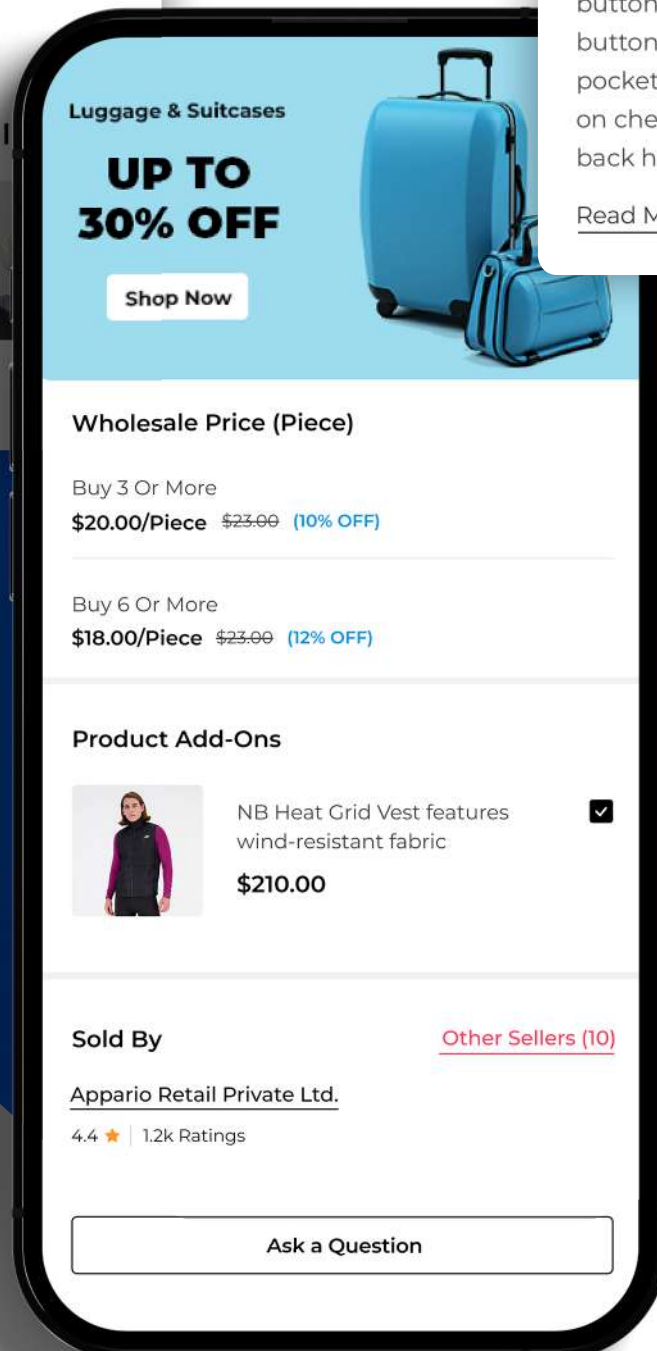 button
button
pocket
on che
back h
Read M
Luggage & Suitcases
UP TO
30% OFF
Shop Now
Wholesale Price (Piece)
Buy 3 Or More
$20.00/Piece $23.00 (10% OFF)
Buy 6 Or More
$18.00/Piece $23.00 (12% OFF)
Product Add-Ons
NB Heat Grid Vest features
wind-resistant fabric
$210.00
Sold By Other Sellers (10)
Appario Retail Private Ltd.
4.4 1.2k Ratings
Ask a Question